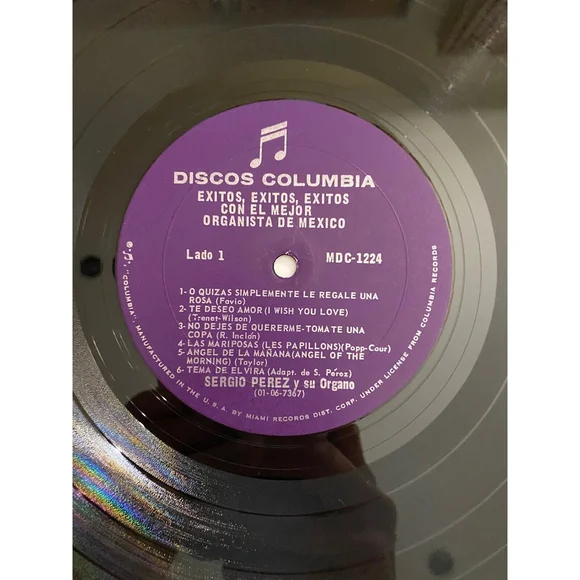 DISCOS COLUMBIA
EXITOS, EXITOS, EXITOS
CON EL MEJOR
ORGANISTA DE MEXICO
Lado 1
MDC-1224
1- O QUIZAS SIMPLEMENTE LE REGALE UNA
ROSA (Favio)
2- TE DESEO AMOR (I WISH YOU LOVE)
(Trenet-Wilson)
3- NO DEJES DE QUERERME-TOMATE UNA
COPA (R. Inclán)
4- LAS MARIPOSAS (LES PAPILLONS)(Popp-Cour)
5- ANGEL DE LA MAÑANA(ANGEL OF THE
MORNING) (Taylor)
6- TEMA DE ELVIRA (Adapt. de S. Pérez)
SERGIO PEREZ y su Organo
(01-06-7367)
"COLUMBIA". MANUFACTURED IN THE U.S.A. BY MIAMI RECORDS DIST. CORP. UNDER LICENSE FROM COLUMBIA RECORDS